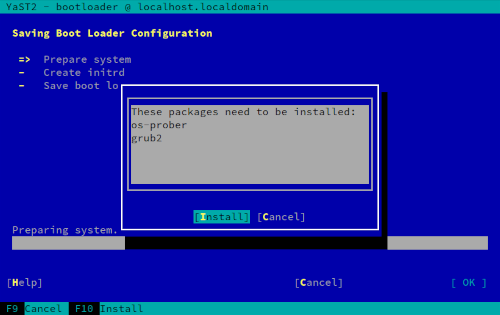 YaST2 - bootloader @ localhost.localdomain
Saving Boot Loader Configuration
=> Prepare system
- Create initrd
- Save boot lo
These packages need to be installed:
os-prober
grub2
[Install] [Cancel]
Preparing system.
[Help] [Cancel] [ OK ]
F9 Cancel F10 Install